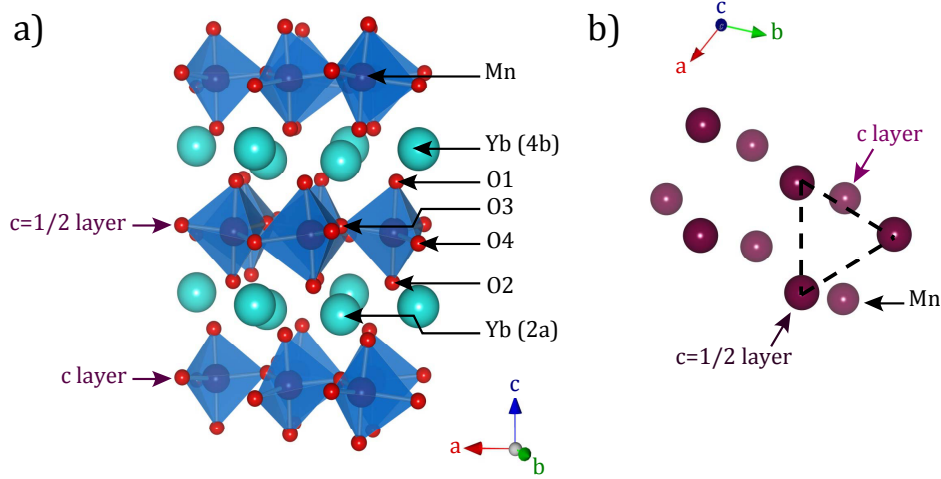 a)
Mn
Yb (4b)
O1
c=1/2 layer
O3
O4
O2
Yb (2a)
c layer
c
a
b
b)
c
b
a
c layer
Mn
c=1/2 layer